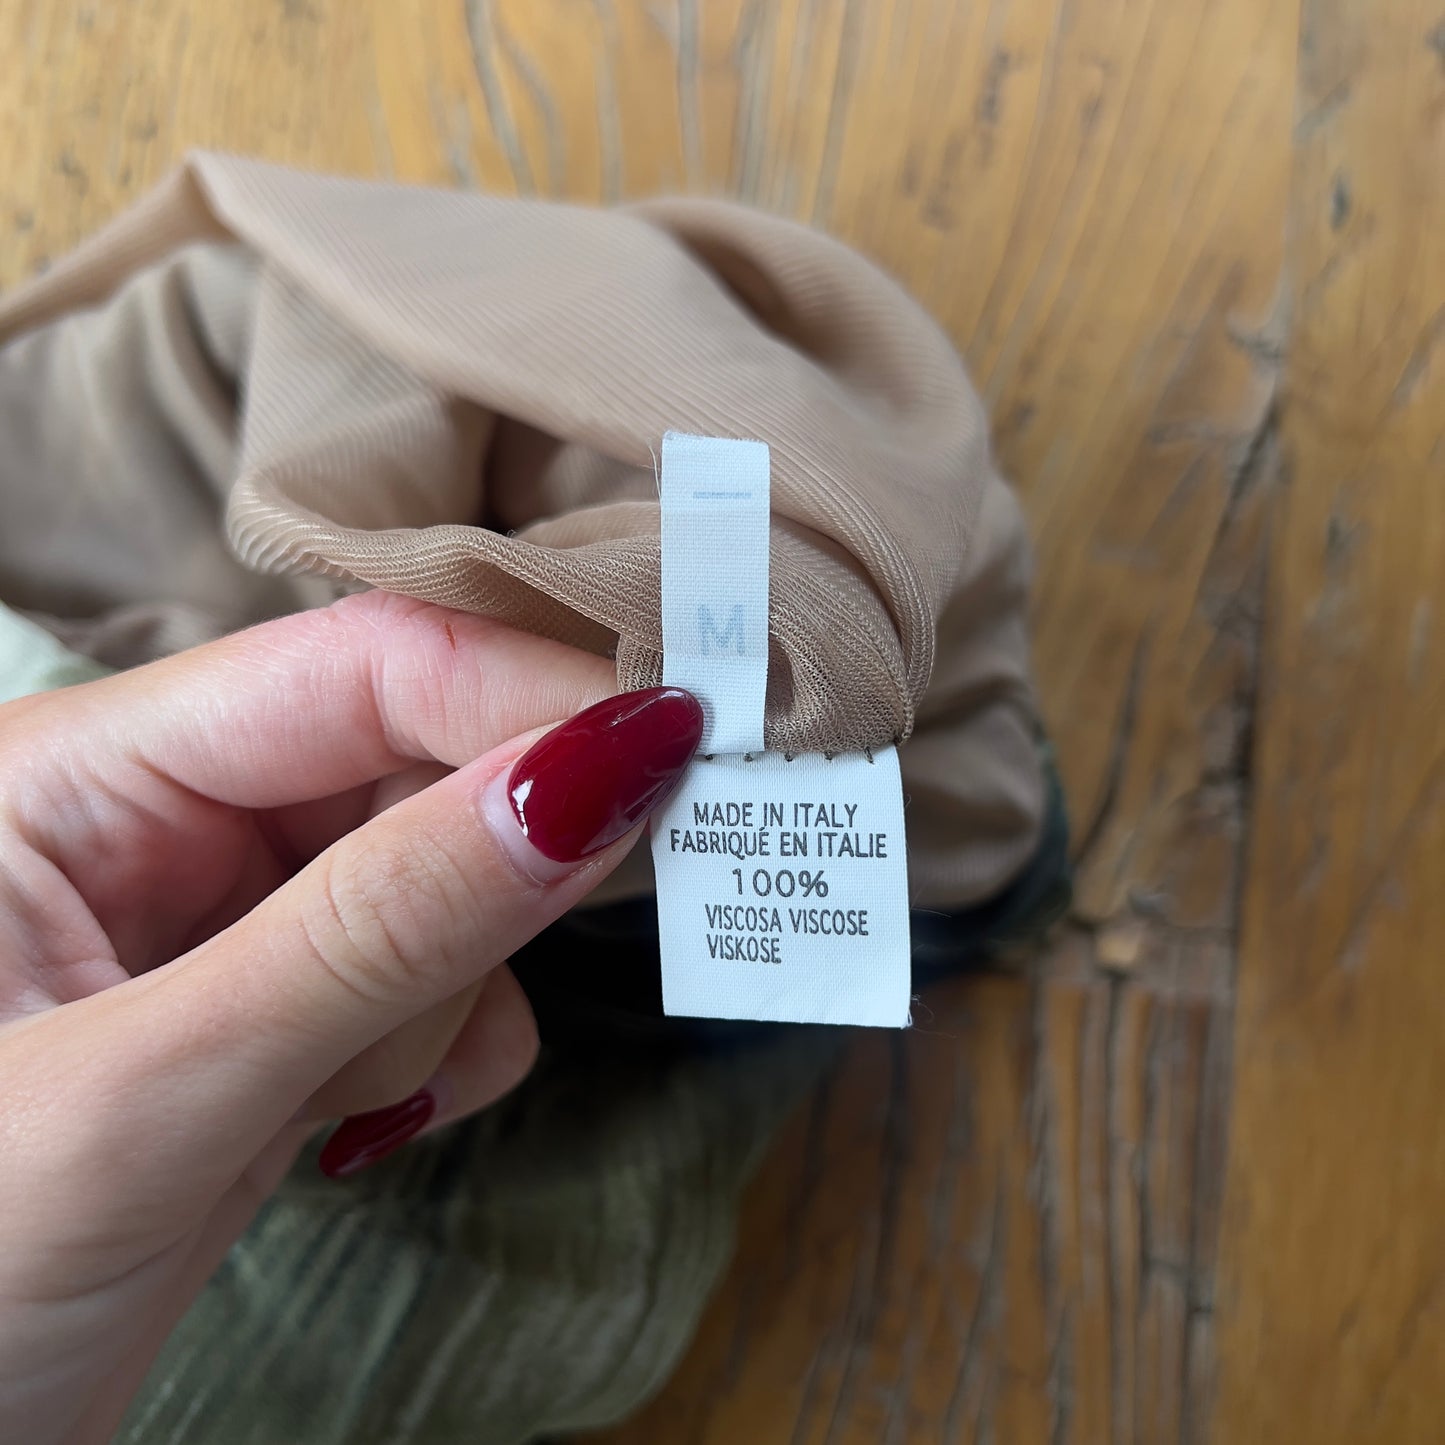 M
MADE IN ITALY
FABRIQUÉ EN ITALIE
100%
VISCOSA VISCOSE
VISKOSE